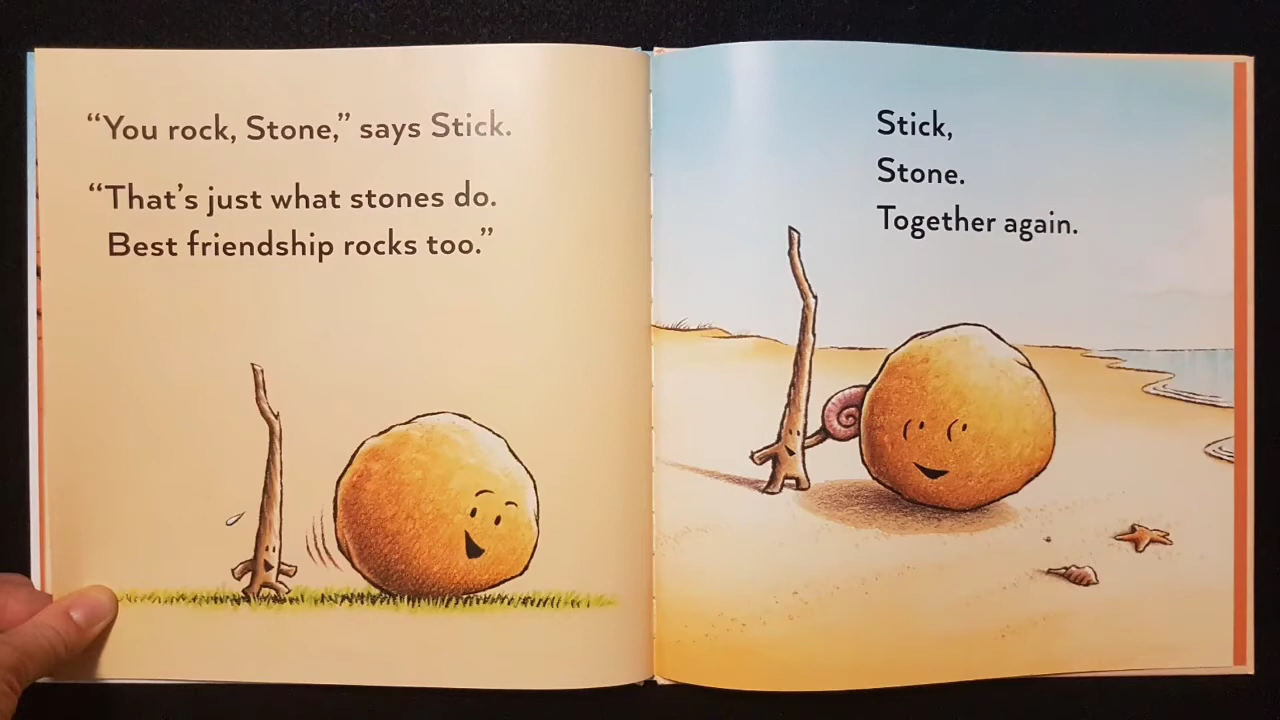 “You rock, Stone,” says Stick.
“That’s just what stones do.
Best friendship rocks too.”
Stick,
Stone.
Together again.